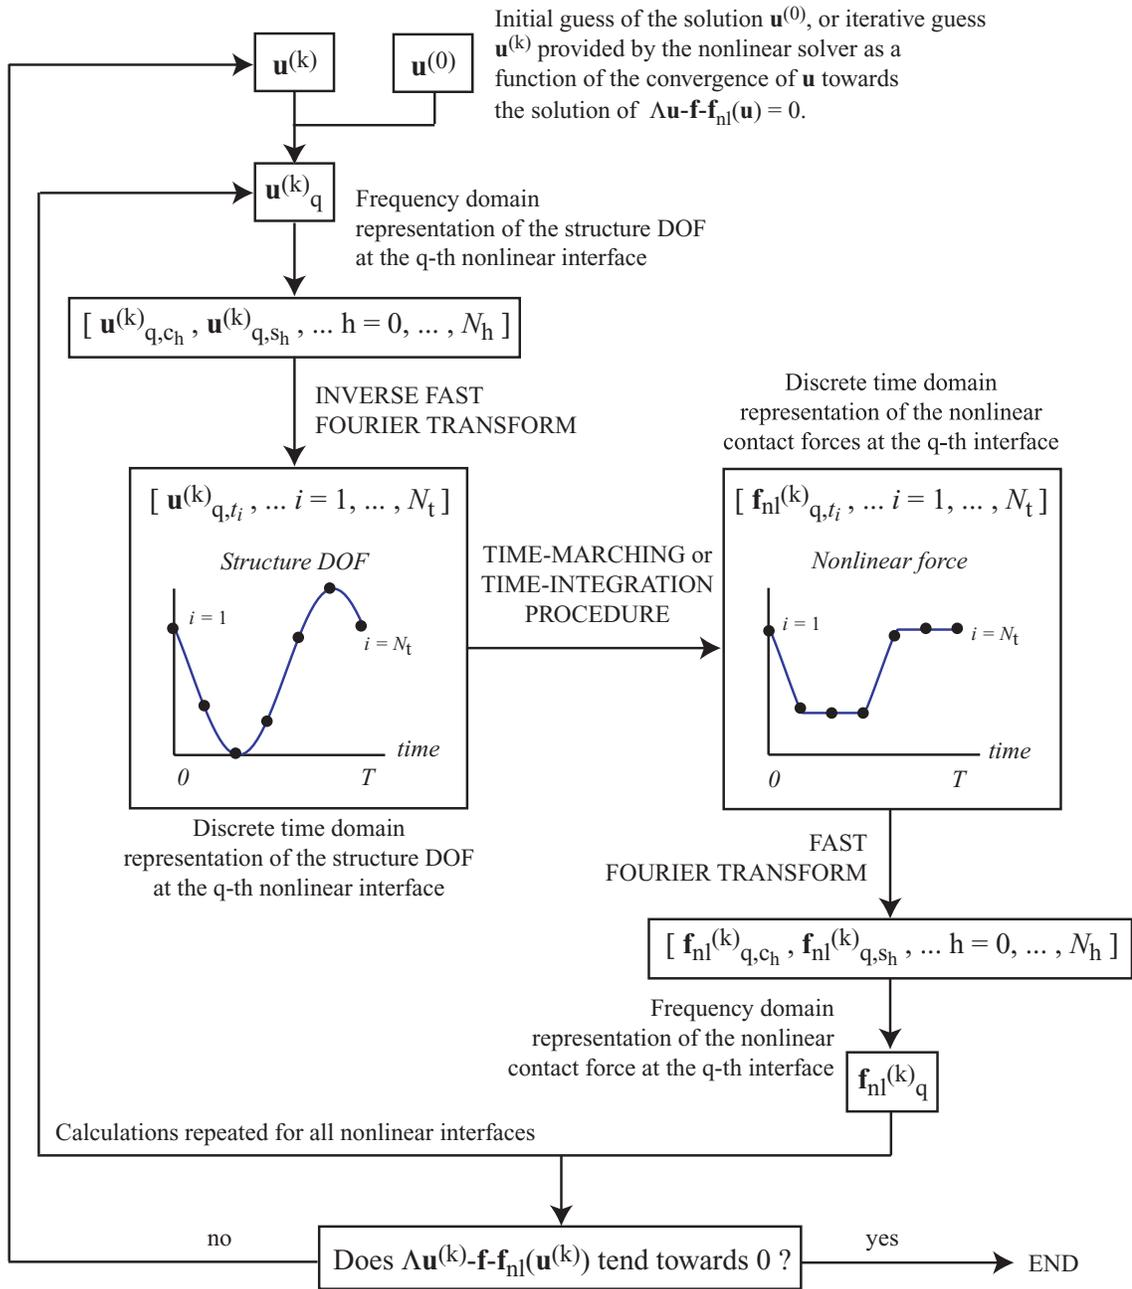 u(k)
u(0)
Initial guess of the solution u(0), or iterative guess
u(k) provided by the nonlinear solver as a
function of the convergence of u towards
the solution of Λu-f-fnl(u) = 0.
u(k)q
Frequency domain
representation of the structure DOF
at the q-th nonlinear interface
[ u(k)q,ch , u(k)q,sh , ... h = 0, ... , Nh ]
INVERSE FAST
FOURIER TRANSFORM
Discrete time domain
representation of the nonlinear
contact forces at the q-th interface
[ u(k)q,ti , ... i = 1, ... , Nt ]
Structure DOF
i = 1
i = Nt
time
0
T
Discrete time domain
representation of the structure DOF
at the q-th nonlinear interface
TIME-MARCHING or
TIME-INTEGRATION
PROCEDURE
[ fnl(k)q,ti , ... i = 1, ... , Nt ]
Nonlinear force
i = 1
i = Nt
time
0
T
FAST
FOURIER TRANSFORM
[ fnl(k)q,ch , fnl(k)q,sh , ... h = 0, ... , Nh ]
Frequency domain
representation of the nonlinear
contact force at the q-th interface
fnl(k)q
Calculations repeated for all nonlinear interfaces
no
Does Λu(k)-f-fnl(u(k)) tend towards 0 ?
yes
END